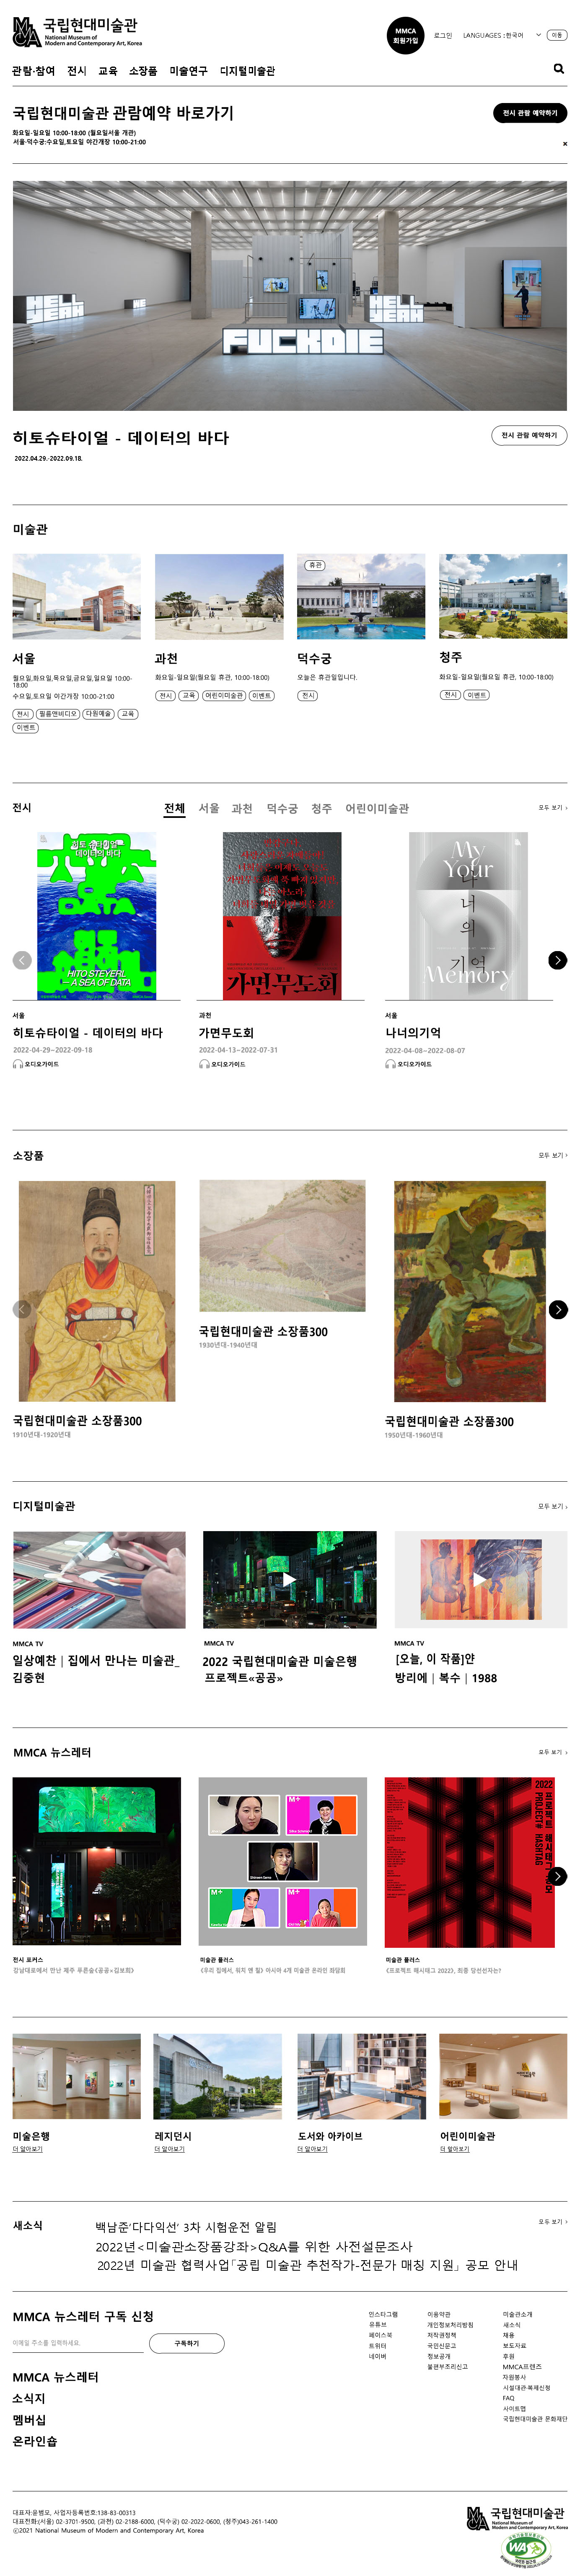 국립현대미술관
National Museum of
Modern and Contemporary Art, Korea
MMCA
회원가입
로그인
LANGUAGES :한국어
이동
관람·참여 전시 교육 소장품 미술연구 디지털미술관
국립현대미술관 관람예약 바로가기
전시 관람 예약하기
화요일-일요일 10:00-18:00 (월요일서울 개관)
서울·덕수궁:수요일,토요일 야간개장 10:00-21:00
YEAH
YEAH
FUCKDIE
히토슈타이얼 - 데이터의 바다
전시 관람 예약하기
2022.04.29.-2022.09.18.
미술관
휴관
서울
월요일,화요일,목요일,금요일,일요일 10:00-
18:00
수요일,토요일 야간개장 10:00-21:00
전시 필름앤비디오 다원예술 교육
이벤트
과천
화요일-일요일(월요일 휴관, 10:00-18:00)
전시 교육 어린이미술관 이벤트
덕수궁
오늘은 휴관일입니다.
전시
청주
화요일-일요일(월요일 휴관, 10:00-18:00)
전시 이벤트
전시
전체 서울 과천 덕수궁 청주 어린이미술관
모두 보기 ›
히토 슈타이얼
데이터의 바다
DATA
HITO STEYERL
— A SEA OF DATA
가면무도회
My
Your
나
너의
기억
Memory
서울
히토슈타이얼 - 데이터의 바다
2022-04-29~2022-09-18
오디오가이드
과천
가면무도회
2022-04-13~2022-07-31
오디오가이드
서울
나너의기억
2022-04-08~2022-08-07
오디오가이드
소장품
모두 보기 ›
국립현대미술관 소장품300
1910년대-1920년대
국립현대미술관 소장품300
1930년대-1940년대
국립현대미술관 소장품300
1950년대-1960년대
디지털미술관
모두 보기 ›
MMCA TV
일상예찬 | 집에서 만나는 미술관_
김중현
MMCA TV
2022 국립현대미술관 미술은행
프로젝트«공공»
MMCA TV
[오늘, 이 작품]얀
방리에 | 복수 | 1988
MMCA 뉴스레터
모두 보기 ›
M+
M+
M+
M+
2022
프로젝트 해시태그 공모
PROJECT# HASHTAG
전시 포커스
강남대로에서 만난 제주 푸른숲《공공×김보희》
미술관 플러스
《우리 집에서, 워치 앤 칠》 아시아 4개 미술관 온라인 좌담회
미술관 플러스
《프로젝트 해시태그 2022》, 최종 당선선자는?
미술은행
더 알아보기
레지던시
더 알아보기
도서와 아카이브
더 알아보기
어린이미술관
더 알아보기
새소식
모두 보기 ›
백남준‘다다익선’ 3차 시험운전 알림
2022년<미술관소장품강좌>Q&A를 위한 사전설문조사
2022년 미술관 협력사업「공립 미술관 추천작가-전문가 매칭 지원」 공모 안내
MMCA 뉴스레터 구독 신청
이메일 주소를 입력하세요.
구독하기
MMCA 뉴스레터
소식지
멤버십
온라인숍
인스타그램
유튜브
페이스북
트위터
네이버
이용약관
개인정보처리방침
저작권정책
국민신문고
정보공개
불편부조리신고
미술관소개
새소식
채용
보도자료
후원
MMCA프렌즈
자원봉사
시설대관·복제신청
FAQ
사이트맵
국립현대미술관 문화재단
대표자:윤범모, 사업자등록번호:138-83-00313
대표전화:(서울) 02-3701-9500, (과천) 02-2188-6000, (덕수궁) 02-2022-0600, (청주)043-261-1400
ⓒ2021 National Museum of Modern and Contemporary Art, Korea
국립현대미술관
National Museum of
Modern and Contemporary Art, Korea
WA